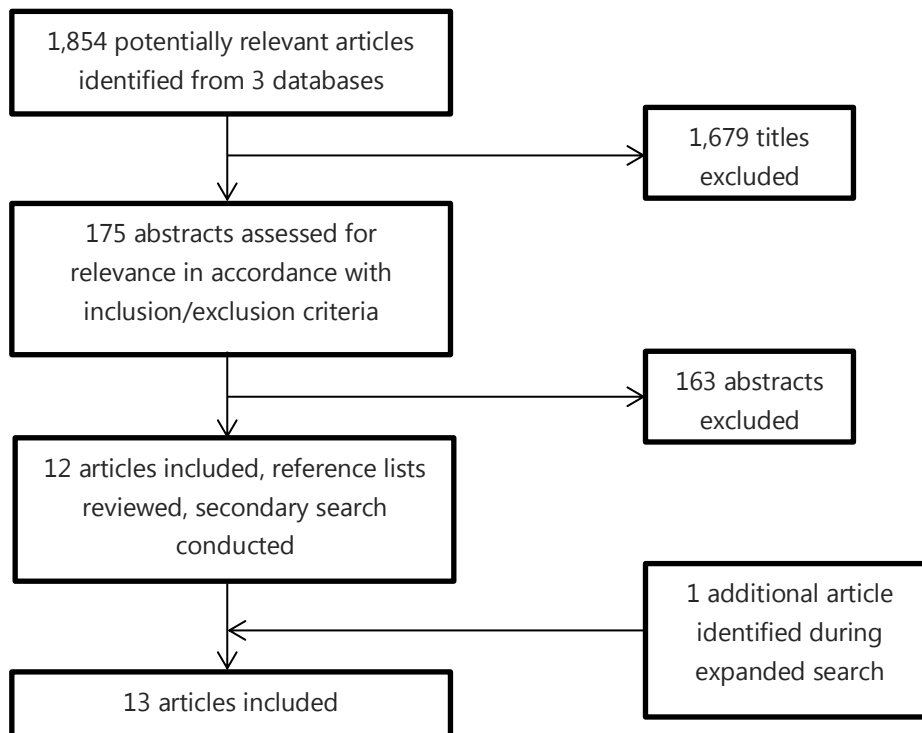 1,854 potentially relevant articles
identified from 3 databases
1,679 titles
excluded
175 abstracts assessed for
relevance in accordance with
inclusion/exclusion criteria
163 abstracts
excluded
12 articles included, reference lists
reviewed, secondary search
conducted
1 additional article
identified during
expanded search
13 articles included